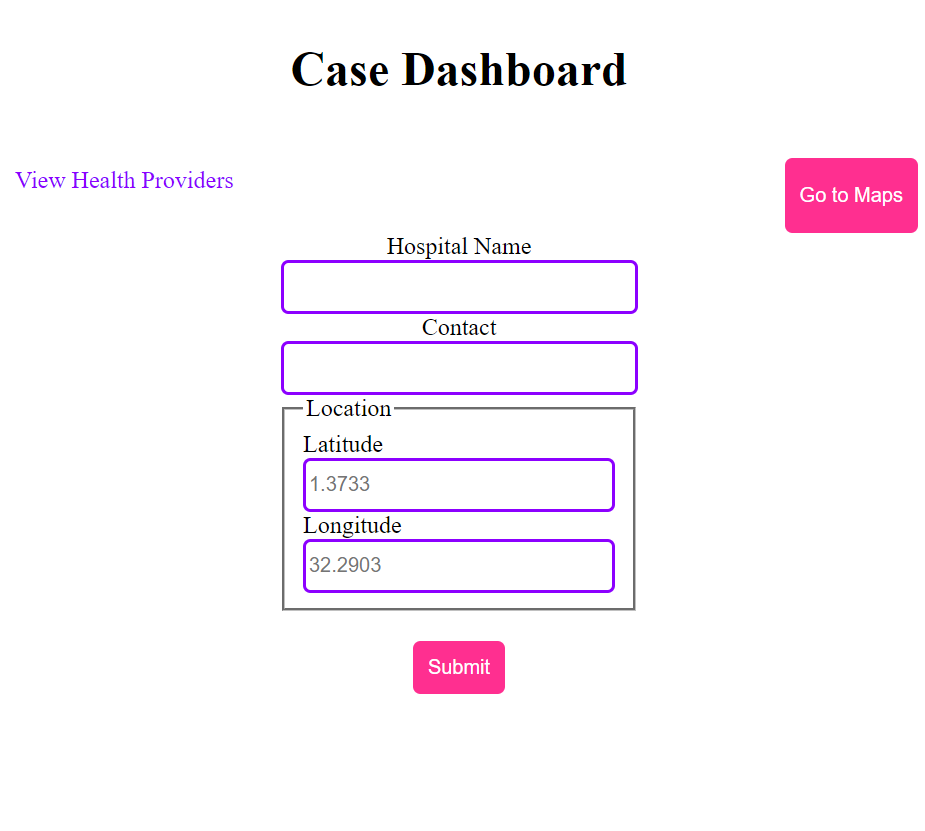 Case Dashboard
View Health Providers
Go to Maps
Hospital Name
Contact
Location
Latitude
1.3733
Longitude
32.2903
Submit